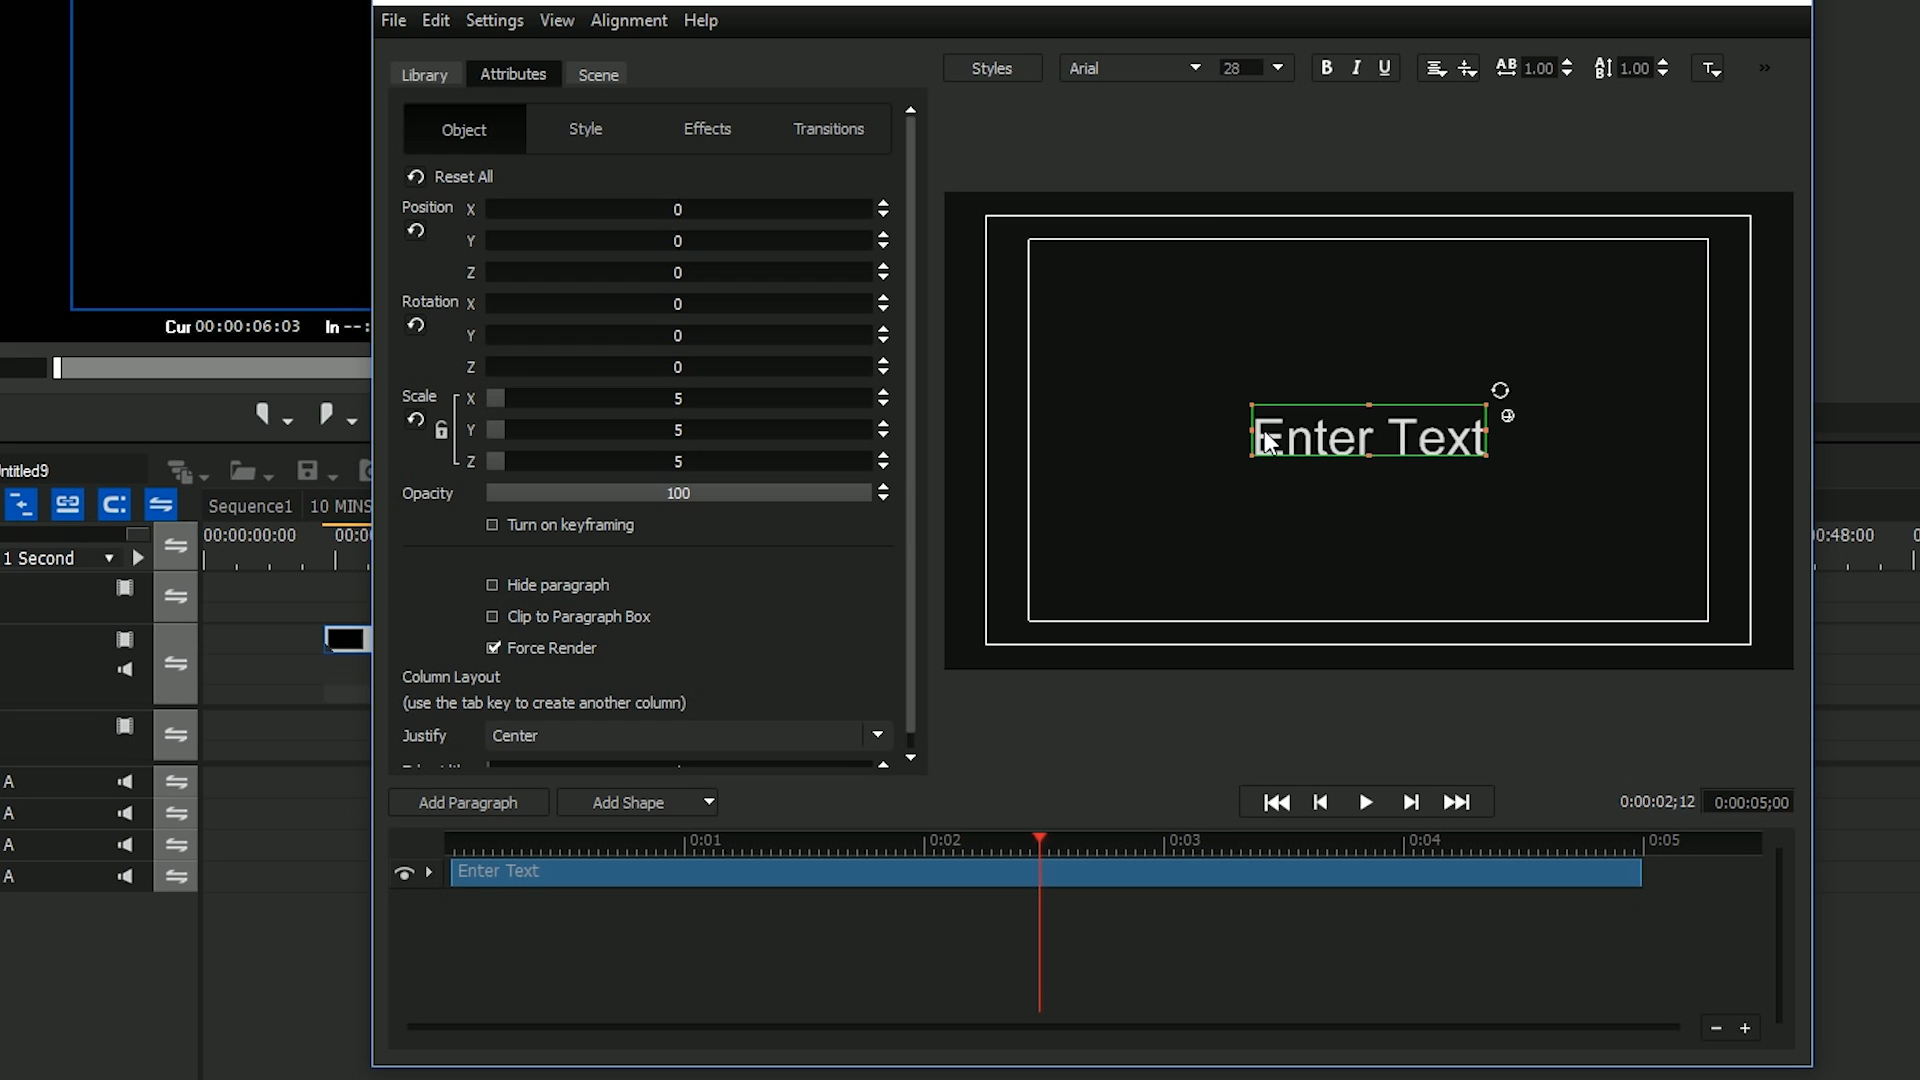 File Edit Settings View Alignment Help
Library Attributes Scene
Styles Arial 28 B I U AB 1.00 AB 1.00 T »
Object Style Effects Transitions
Reset All
Position X 0
Y 0
Z 0
Rotation X 0
Y 0
Z 0
Scale X 5
Y 5
Z 5
Opacity 100
Turn on keyframing
Hide paragraph
Clip to Paragraph Box
Force Render
Column Layout
(use the tab key to create another column)
Justify Center
Add Paragraph Add Shape
Enter Text
0:00:02;12 0:00:05;00
0:01 0:02 0:03 0:04 0:05
Enter Text
Cur 00:00:06:03 In --:
ntitled9
Sequence1 10 MINS
00:00:00:00 00:0
0:48:00
1 Second
A
A
A
A